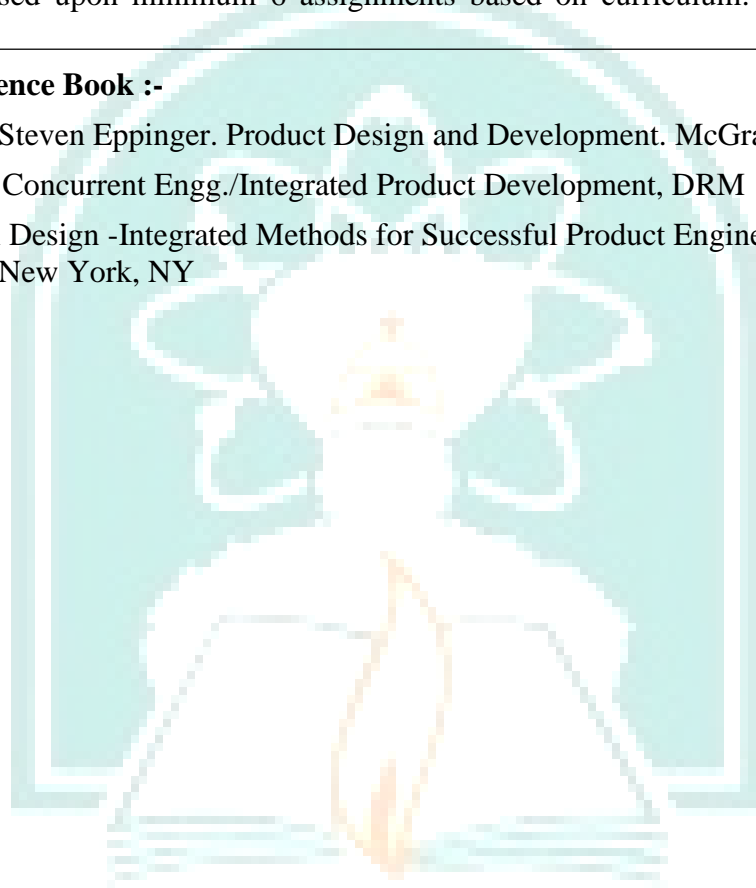 sed upon minimum 6 assignments based on curriculum.
ence Book :-
Steven Eppinger. Product Design and Development. McGra
Concurrent Engg./Integrated Product Development, DRM
Design -Integrated Methods for Successful Product Engine
New York, NY